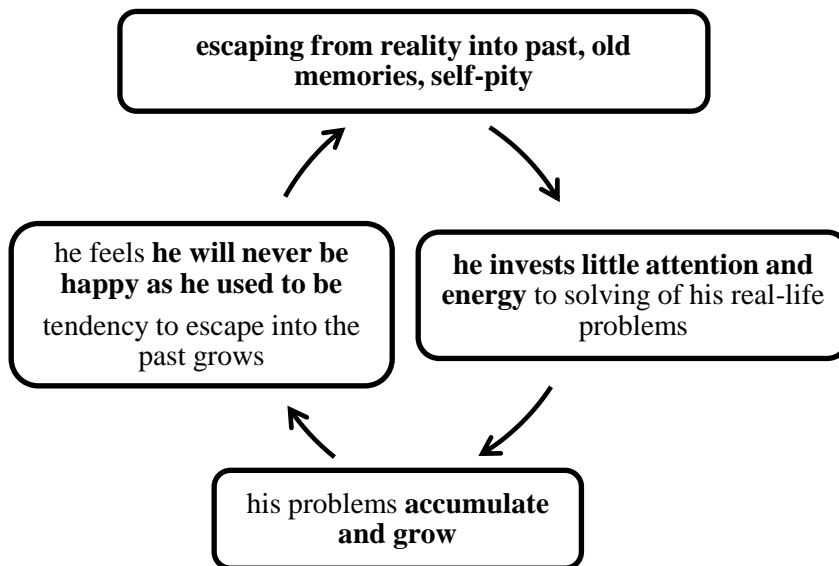 escaping from reality into past, old
memories, self-pity
he invests little attention and
energy to solving of his real-life
problems
his problems accumulate
and grow
he feels he will never be
happy as he used to be
tendency to escape into the
past grows